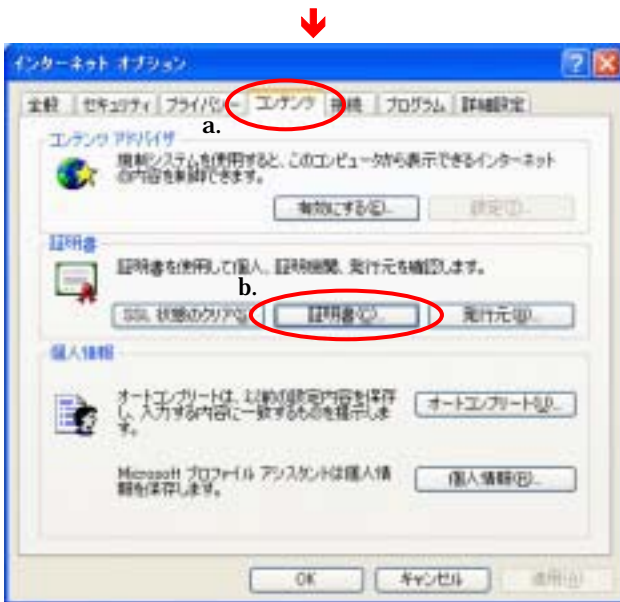 インターネット オプション
全般 セキュリティ プライバシー コンテンツ 接続 プログラム 詳細設定
a.
コンテンツ アドバイザ
規制システムを使用すると、このコンピュータから表示できるインターネット
の内容を制御できます。
有効にする(E)... 設定(T)...
証明書
証明書を使用して個人、証明機関、発行元を確認します。
b.
SSL 状態のクリア(S) 証明書(C)... 発行元(B)...
個人情報
オートコンプリートは、以前の設定内容を保存
し、入力する内容に一致するものを提示しま
す。
オートコンプリート(U)...
Microsoft プロファイル アシスタントは個人情
報を保存します。
個人情報(R)...
OK キャンセル 適用(A)